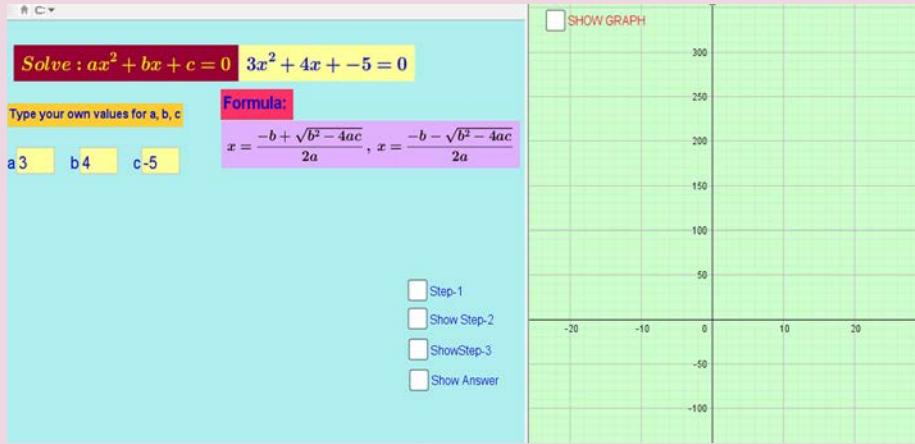 Solve : ax² + bx + c = 0 3x² + 4x + −5 = 0
Type your own values for a, b, c
a 3 b 4 c -5
Formula:
x = (−b + √(b² − 4ac))/(2a) , x = (−b − √(b² − 4ac))/(2a)
Step-1
Show Step-2
ShowStep-3
Show Answer
SHOW GRAPH
300
250
200
150
100
50
-20 -10 0 10 20
-50
-100